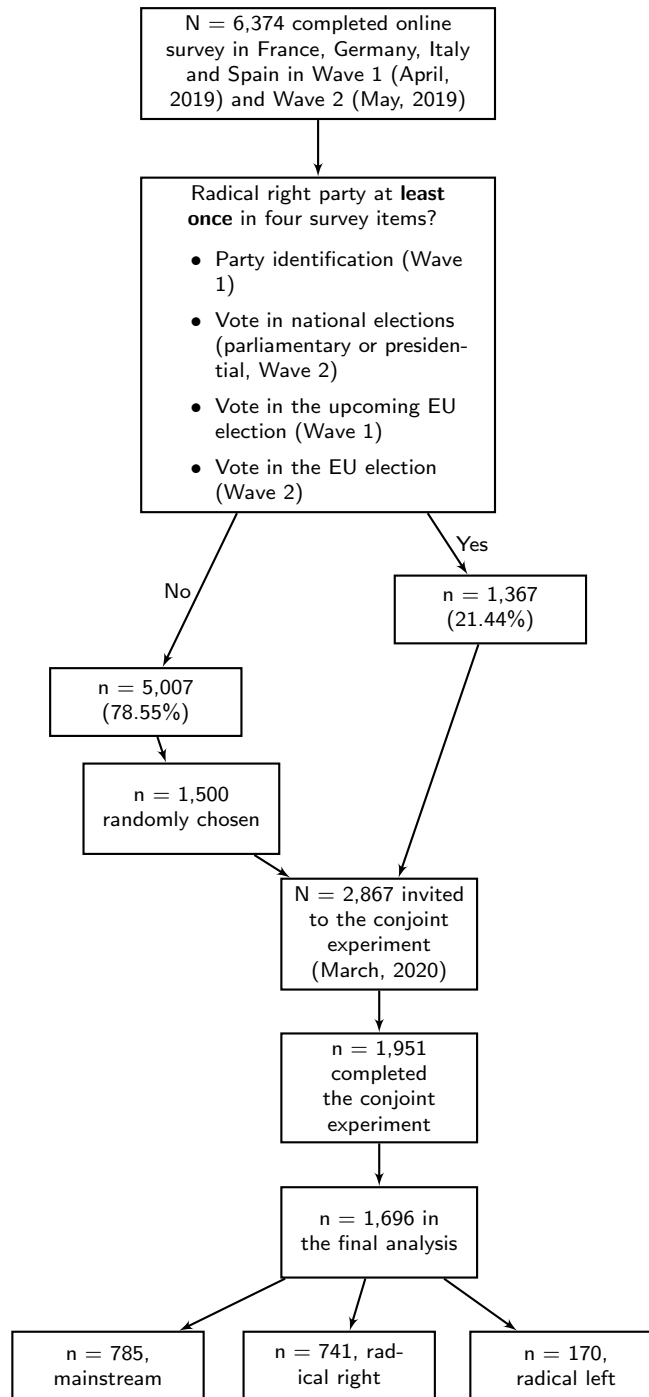 N = 6,374 completed online
survey in France, Germany, Italy
and Spain in Wave 1 (April,
2019) and Wave 2 (May, 2019)
Radical right party at least
once in four survey items?
• Party identification (Wave
1)
• Vote in national elections
(parliamentary or presiden-
tial, Wave 2)
• Vote in the upcoming EU
election (Wave 1)
• Vote in the EU election
(Wave 2)
Yes
No
n = 1,367
(21.44%)
n = 5,007
(78.55%)
n = 1,500
randomly chosen
N = 2,867 invited
to the conjoint
experiment
(March, 2020)
n = 1,951
completed
the conjoint
experiment
n = 1,696 in
the final analysis
n = 785,
mainstream
n = 741, rad-
ical right
n = 170,
radical left